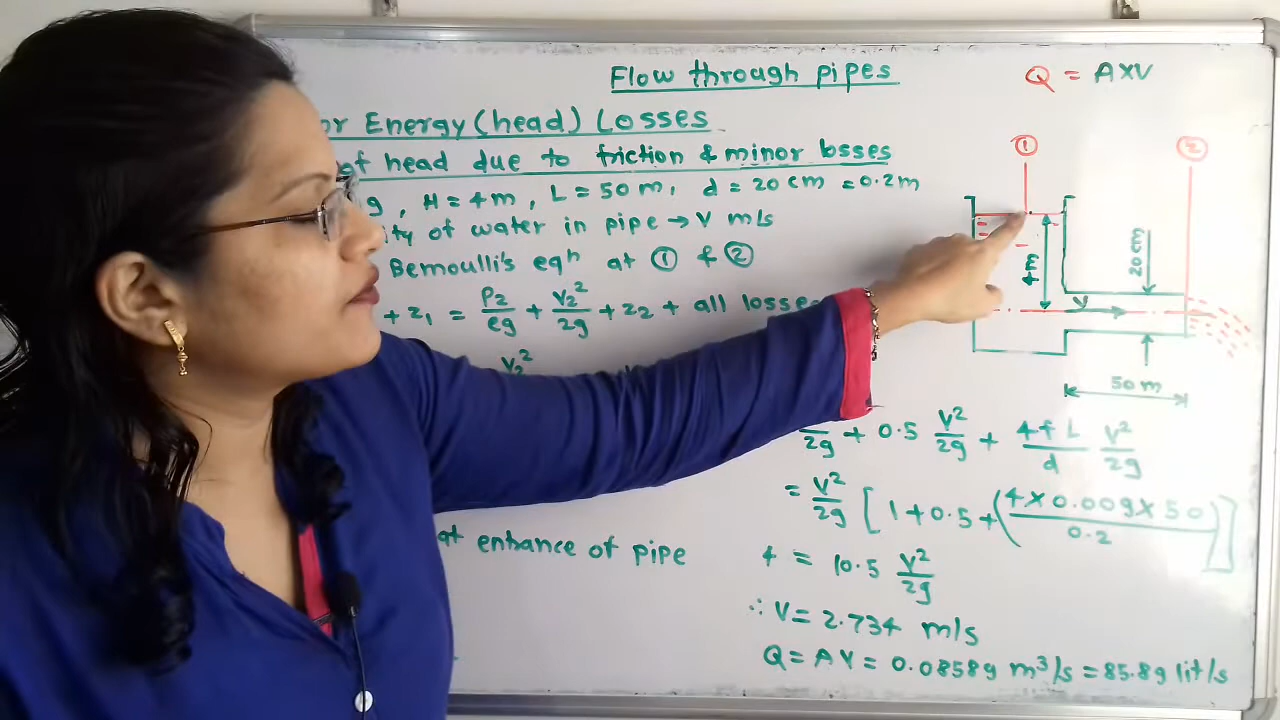 Flow through pipes
Q = A×V
or Energy (head) Losses
of head due to friction & minor losses
g, H = 4m, L = 50 m, d = 20 cm = 0.2m
ity of water in pipe → V m/s
Bernoulli's eqⁿ at ① & ②
+ z₁ = P₂/ρg + V₂²/2g + z₂ + all losses
V₂²
① ②
4m
20 cm
V
50 m
2g + 0.5 V²/2g + 4fL/d V²/2g
= V²/2g [1+0.5+(4×0.009×50/0.2)]
at entrance of pipe
4 = 10.5 V²/2g
∴ V = 2.734 m/s
Q = AV = 0.08589 m³/s = 85.89 lit/s